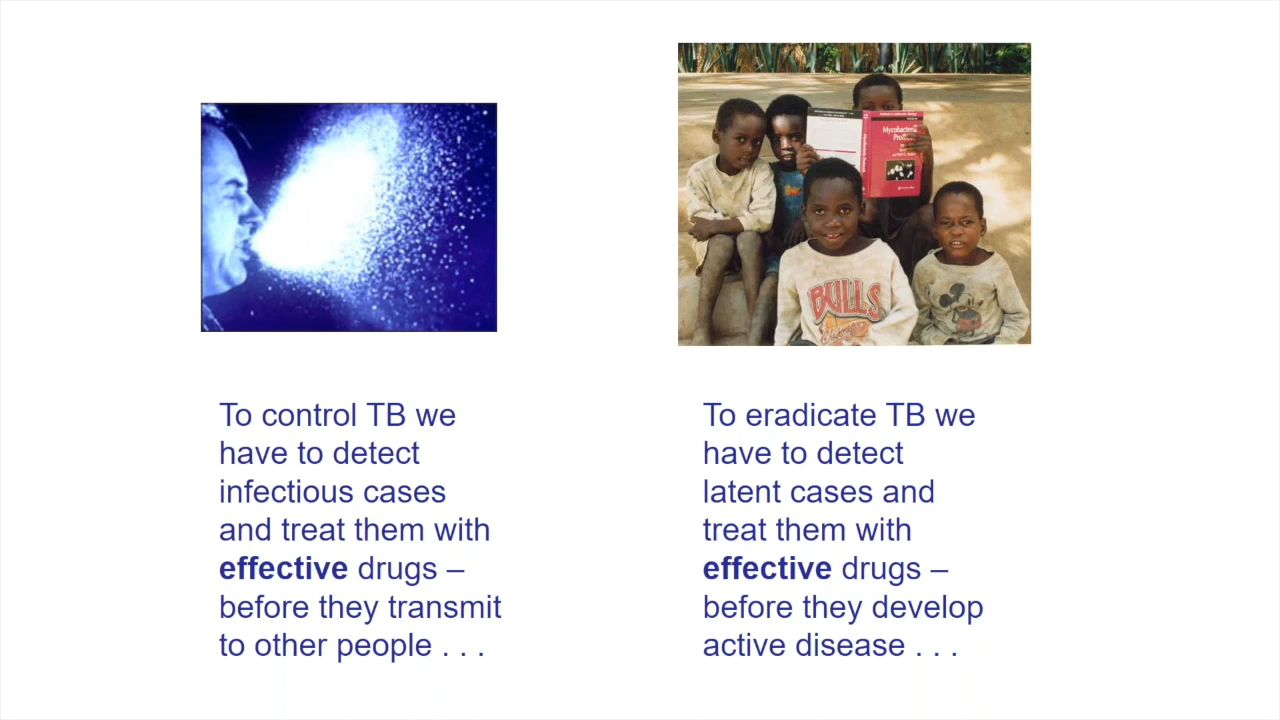 To control TB we
have to detect
infectious cases
and treat them with
effective drugs –
before they transmit
to other people . . .
Mycobacteria
BULLS
To eradicate TB we
have to detect
latent cases and
treat them with
effective drugs –
before they develop
active disease . . .